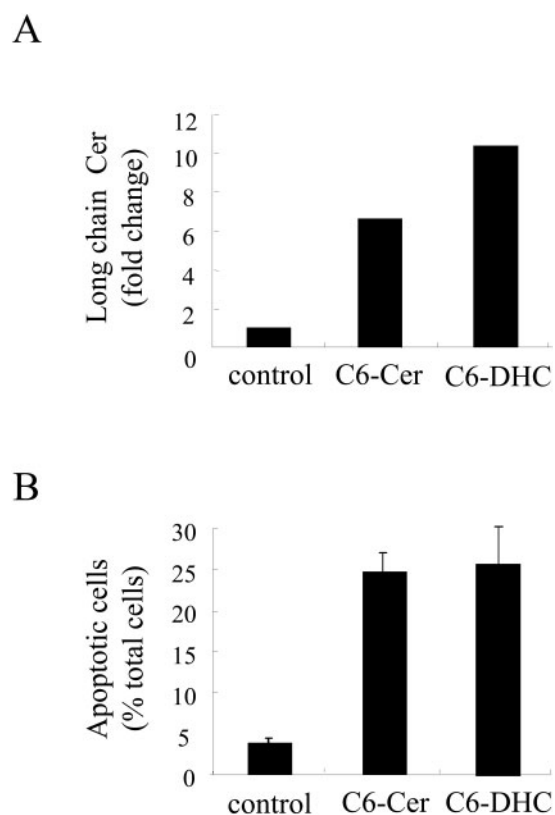 A
Long chain Cer
(fold change)
12
10
8
6
4
2
0
control C6-Cer C6-DHC
B
Apoptotic cells
(% total cells)
30
25
20
15
10
5
0
control C6-Cer C6-DHC